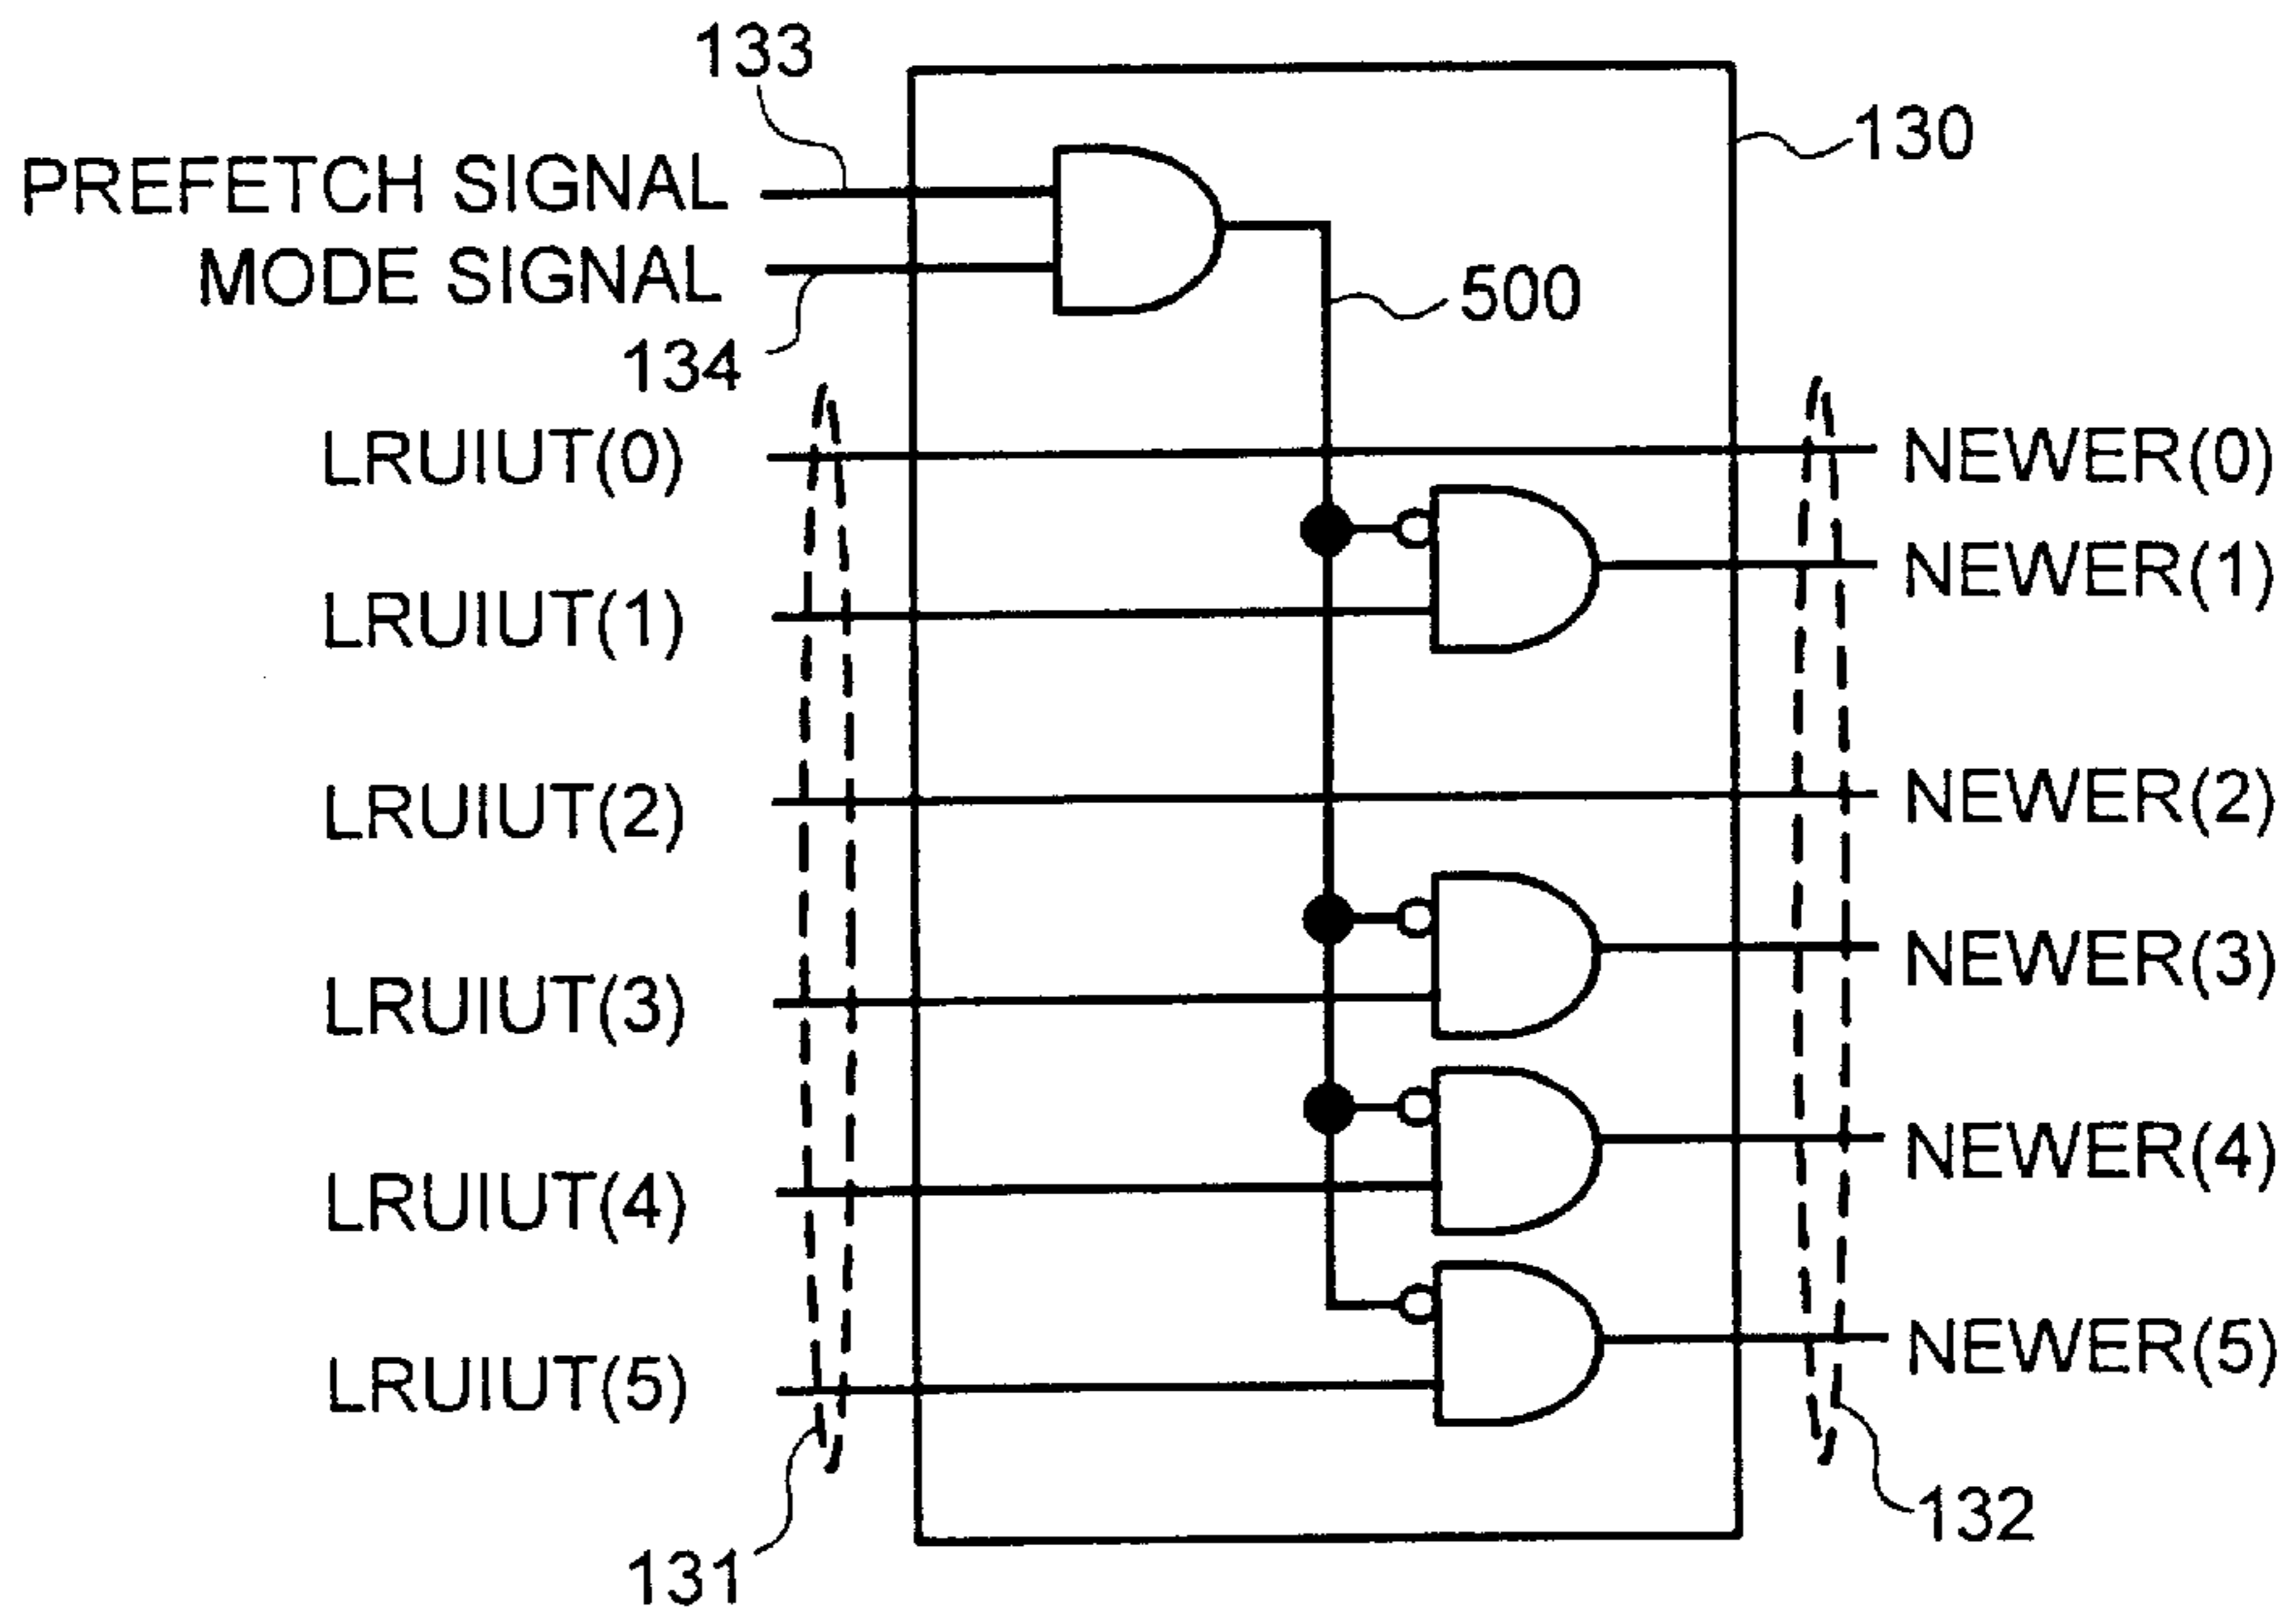 133
130
PREFETCH SIGNAL
MODE SIGNAL
500
134
LRUIUT(0)
NEWER(0)
NEWER(1)
LRUIUT(1)
LRUIUT(2)
NEWER(2)
NEWER(3)
LRUIUT(3)
NEWER(4)
LRUIUT(4)
NEWER(5)
LRUIUT(5)
132
131